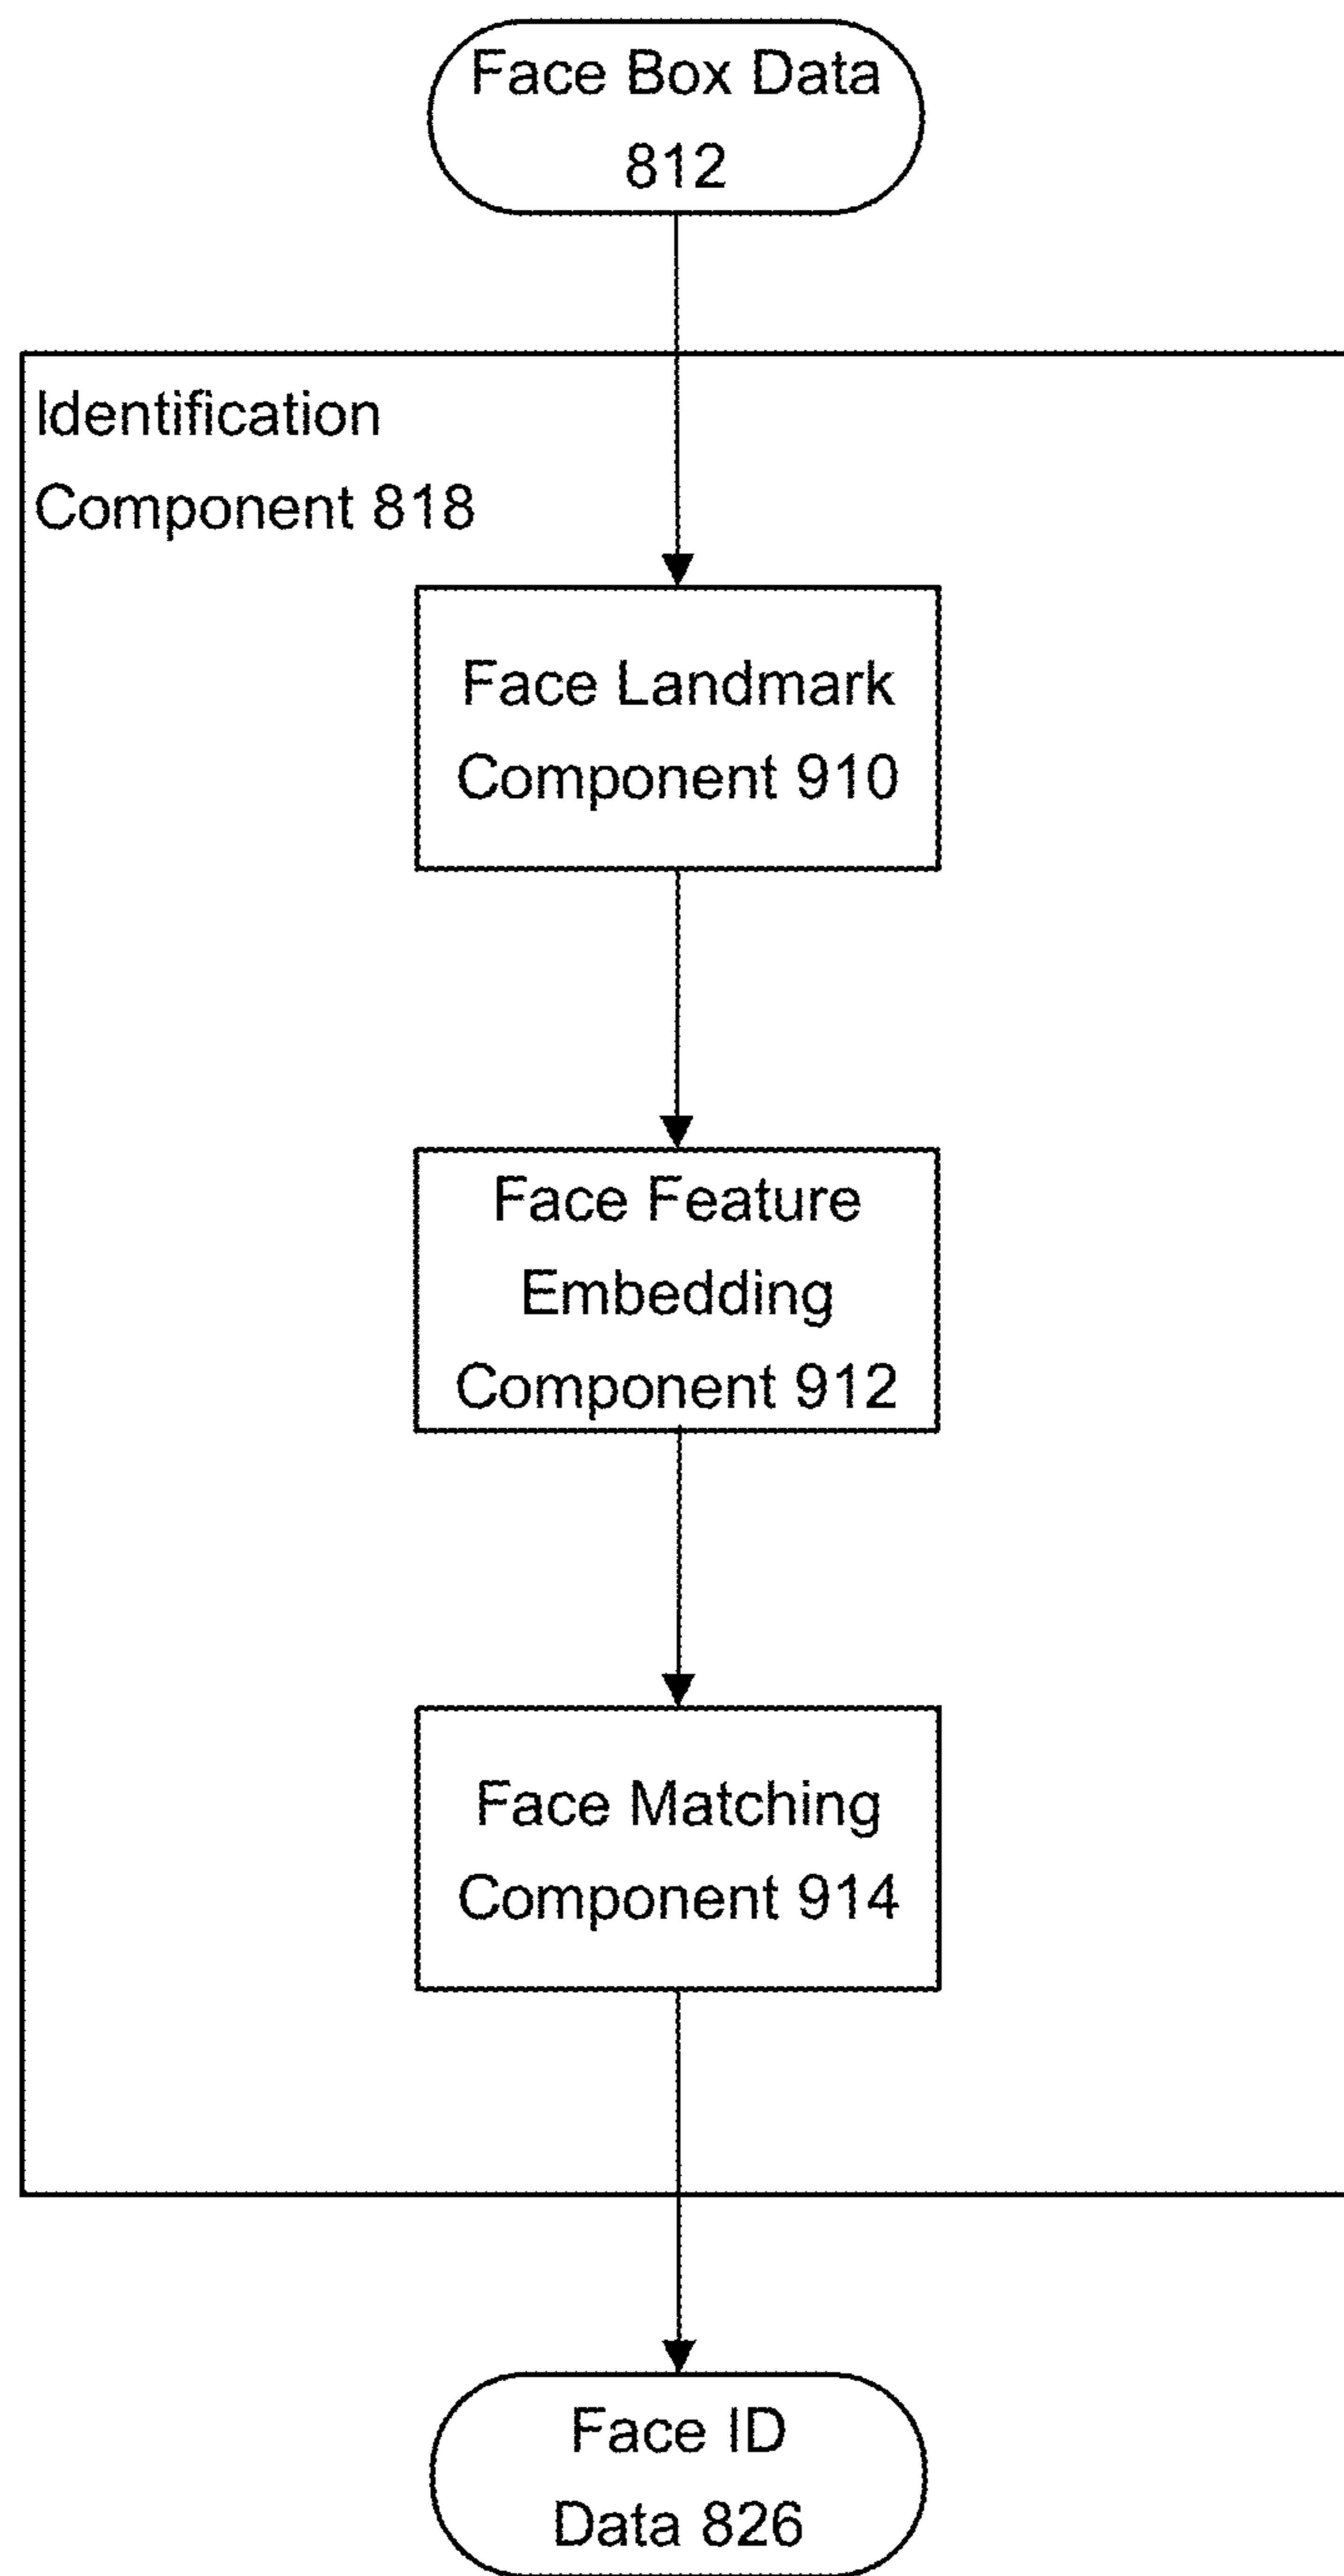 Face Box Data
812
Identification
Component 818
Face Landmark
Component 910
Face Feature
Embedding
Component 912
Face Matching
Component 914
Face ID
Data 826